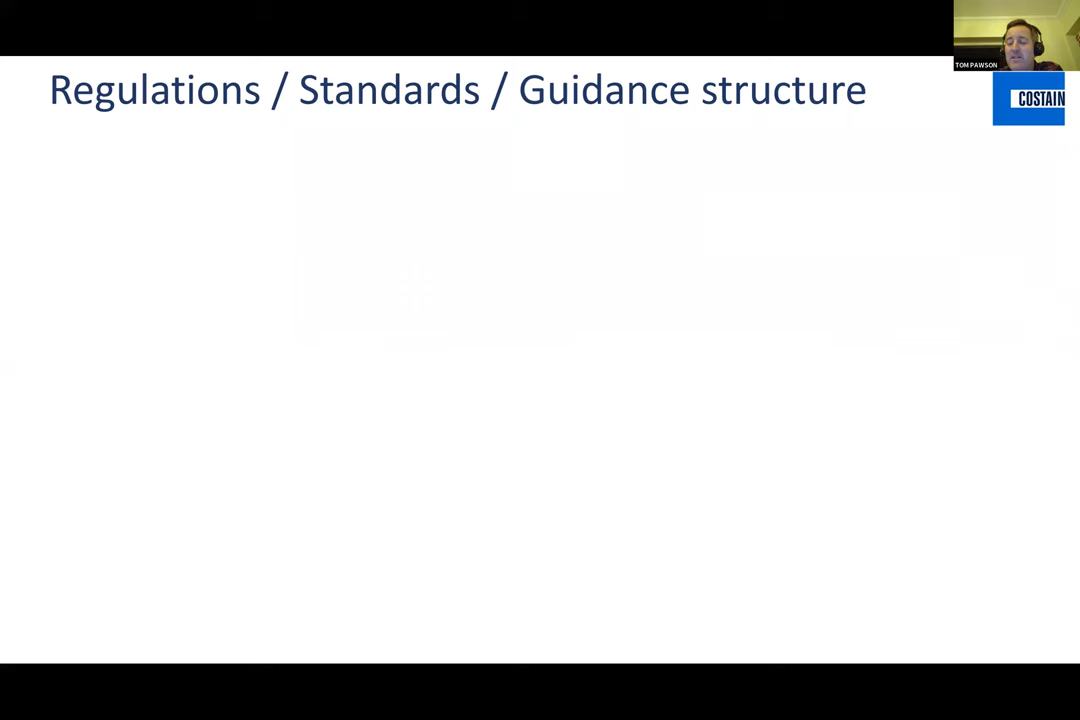 TOM PAWSON
Regulations / Standards / Guidance structure
COSTAIN